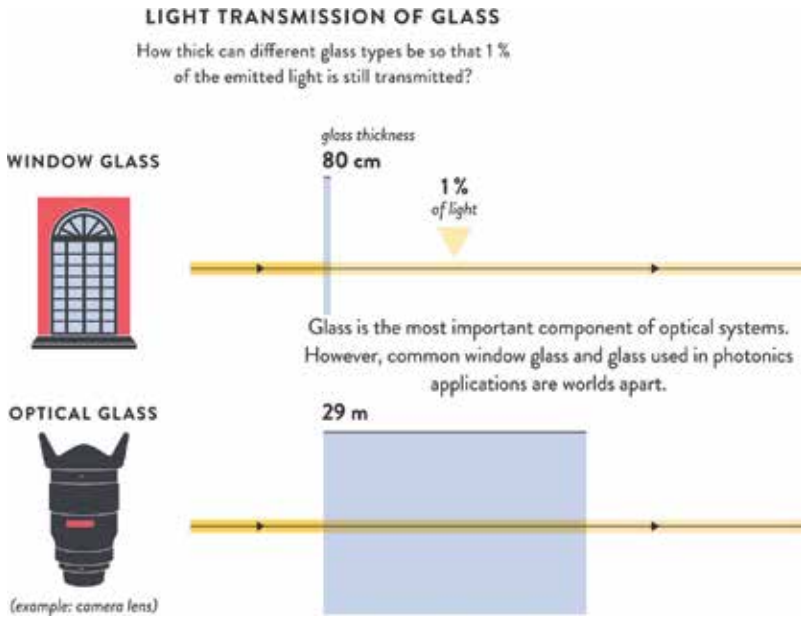 LIGHT TRANSMISSION OF GLASS
How thick can different glass types be so that 1 %
of the emitted light is still transmitted?
WINDOW GLASS
glass thickness
80 cm
1 %
of light
Glass is the most important component of optical systems.
However, common window glass and glass used in photonics
applications are worlds apart.
OPTICAL GLASS
29 m
(example: camera lens)